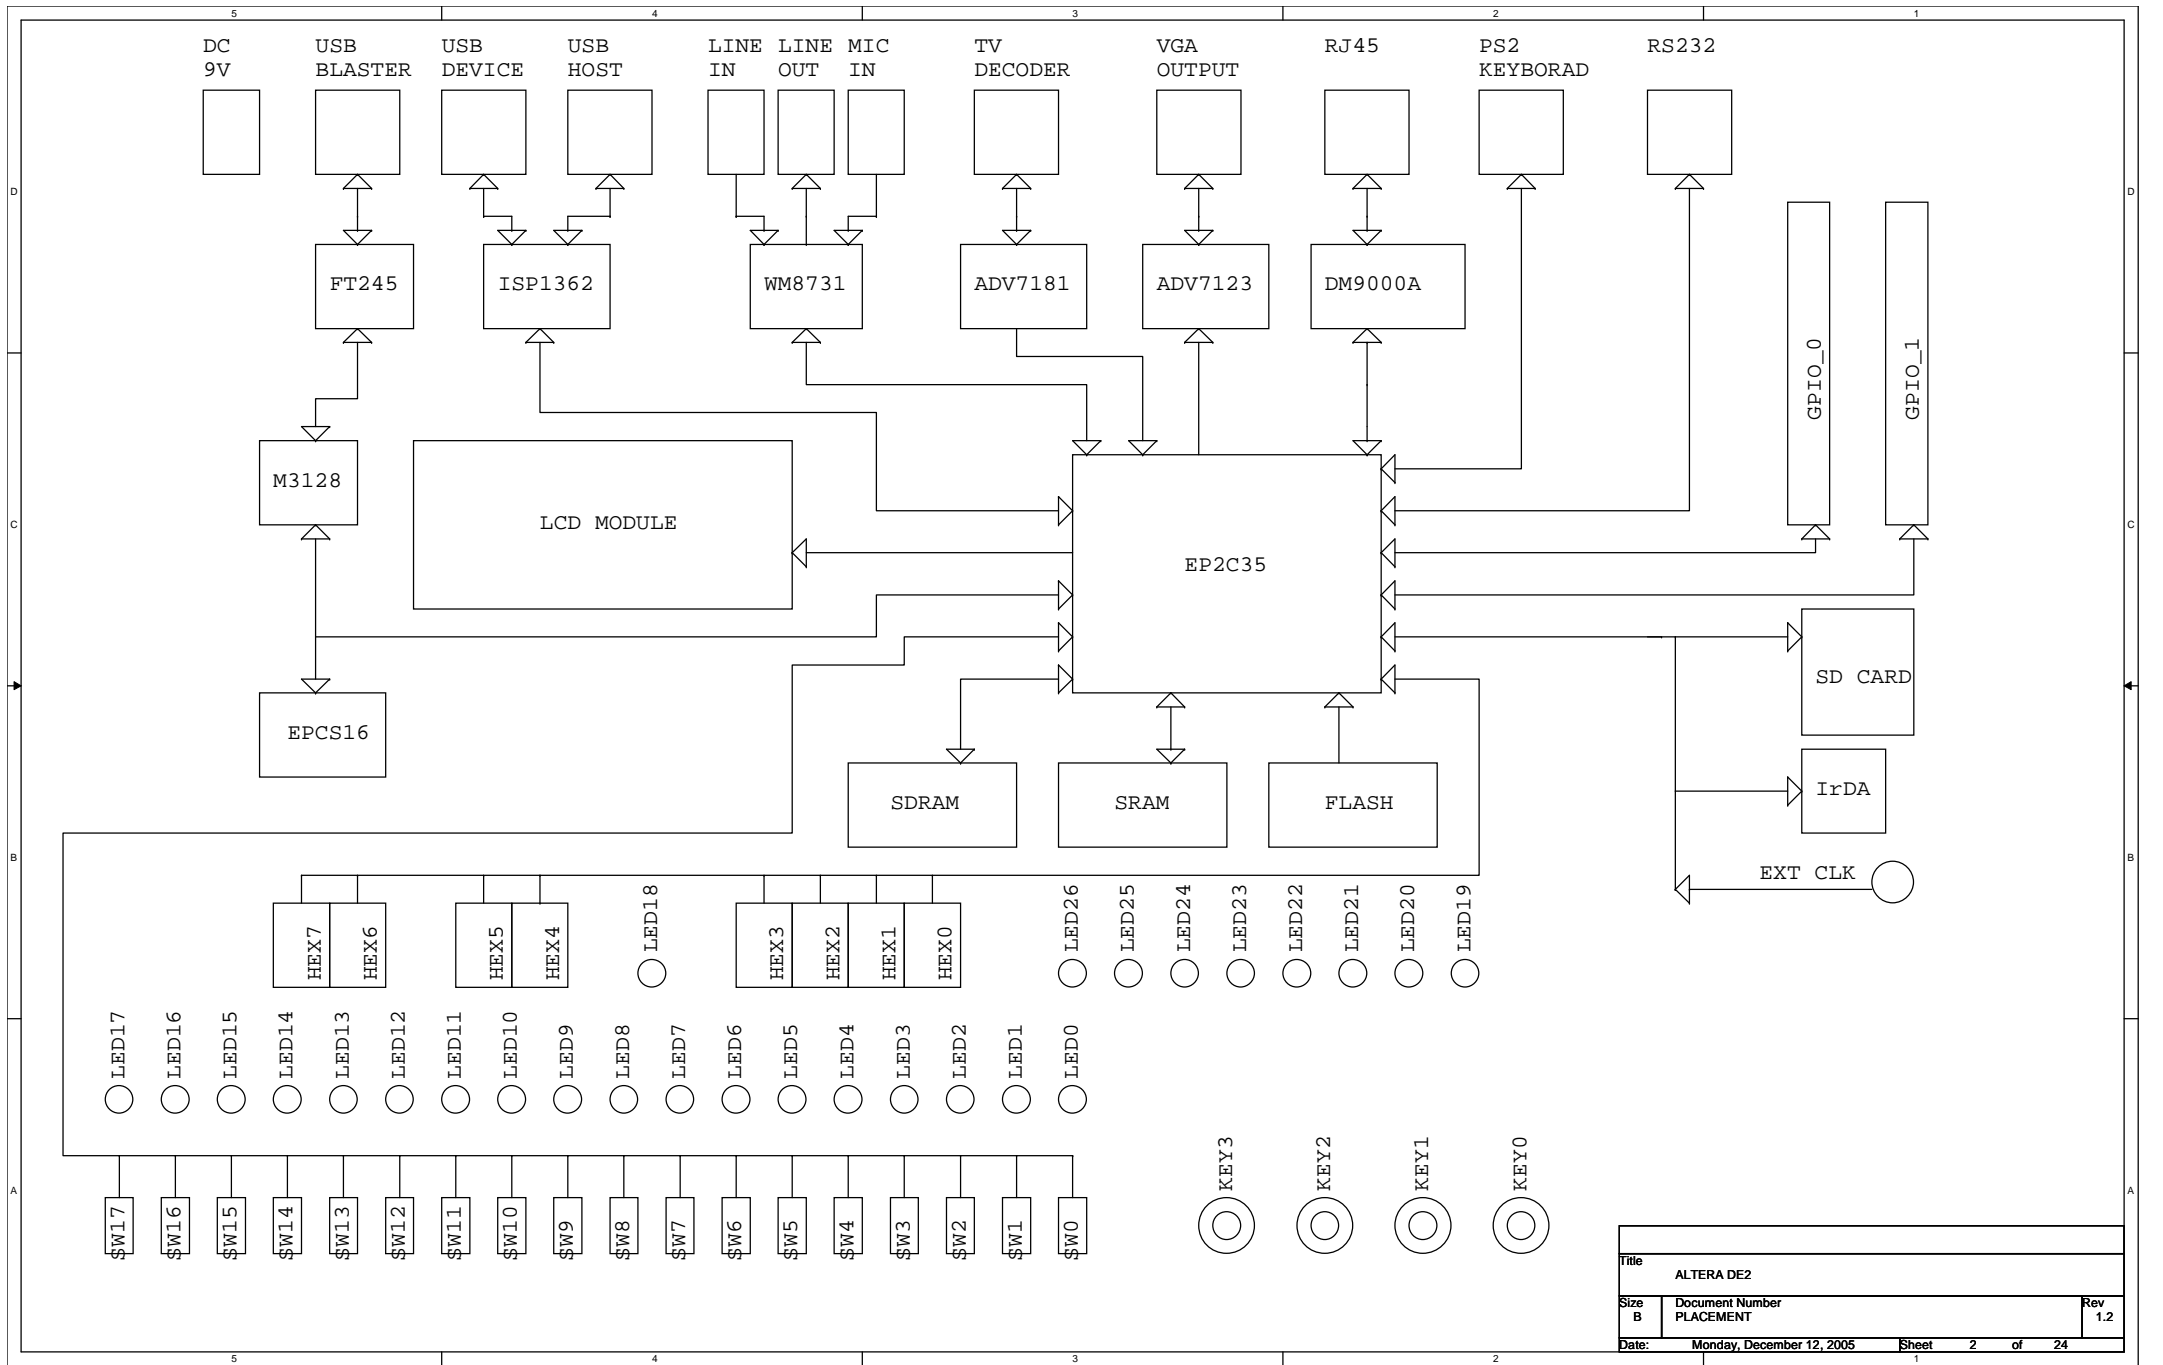 5 4 3 2 1
DC 9V
USB BLASTER
USB DEVICE
USB HOST
LINE IN
LINE OUT
MIC IN
TV DECODER
VGA OUTPUT
RJ45
PS2 KEYBORAD
RS232
D D
FT245
ISP1362
WM8731
ADV7181
ADV7123
DM9000A
GPIO_0
GPIO_1
M3128
LCD MODULE
EP2C35
C C
SD CARD
EPCS16
SDRAM
SRAM
FLASH
IrDA
B B
EXT CLK
HEX7
HEX6
HEX5
HEX4
LED18
HEX3
HEX2
HEX1
HEX0
LED26
LED25
LED24
LED23
LED22
LED21
LED20
LED19
LED17
LED16
LED15
LED14
LED13
LED12
LED11
LED10
LED9
LED8
LED7
LED6
LED5
LED4
LED3
LED2
LED1
LED0
KEY3
KEY2
KEY1
KEY0
A A
SW17
SW16
SW15
SW14
SW13
SW12
SW11
SW10
SW9
SW8
SW7
SW6
SW5
SW4
SW3
SW2
SW1
SW0
Title
ALTERA DE2
Size Document Number Rev
B PLACEMENT 1.2
Date: Monday, December 12, 2005 Sheet 2 of 24
5 4 3 2 1